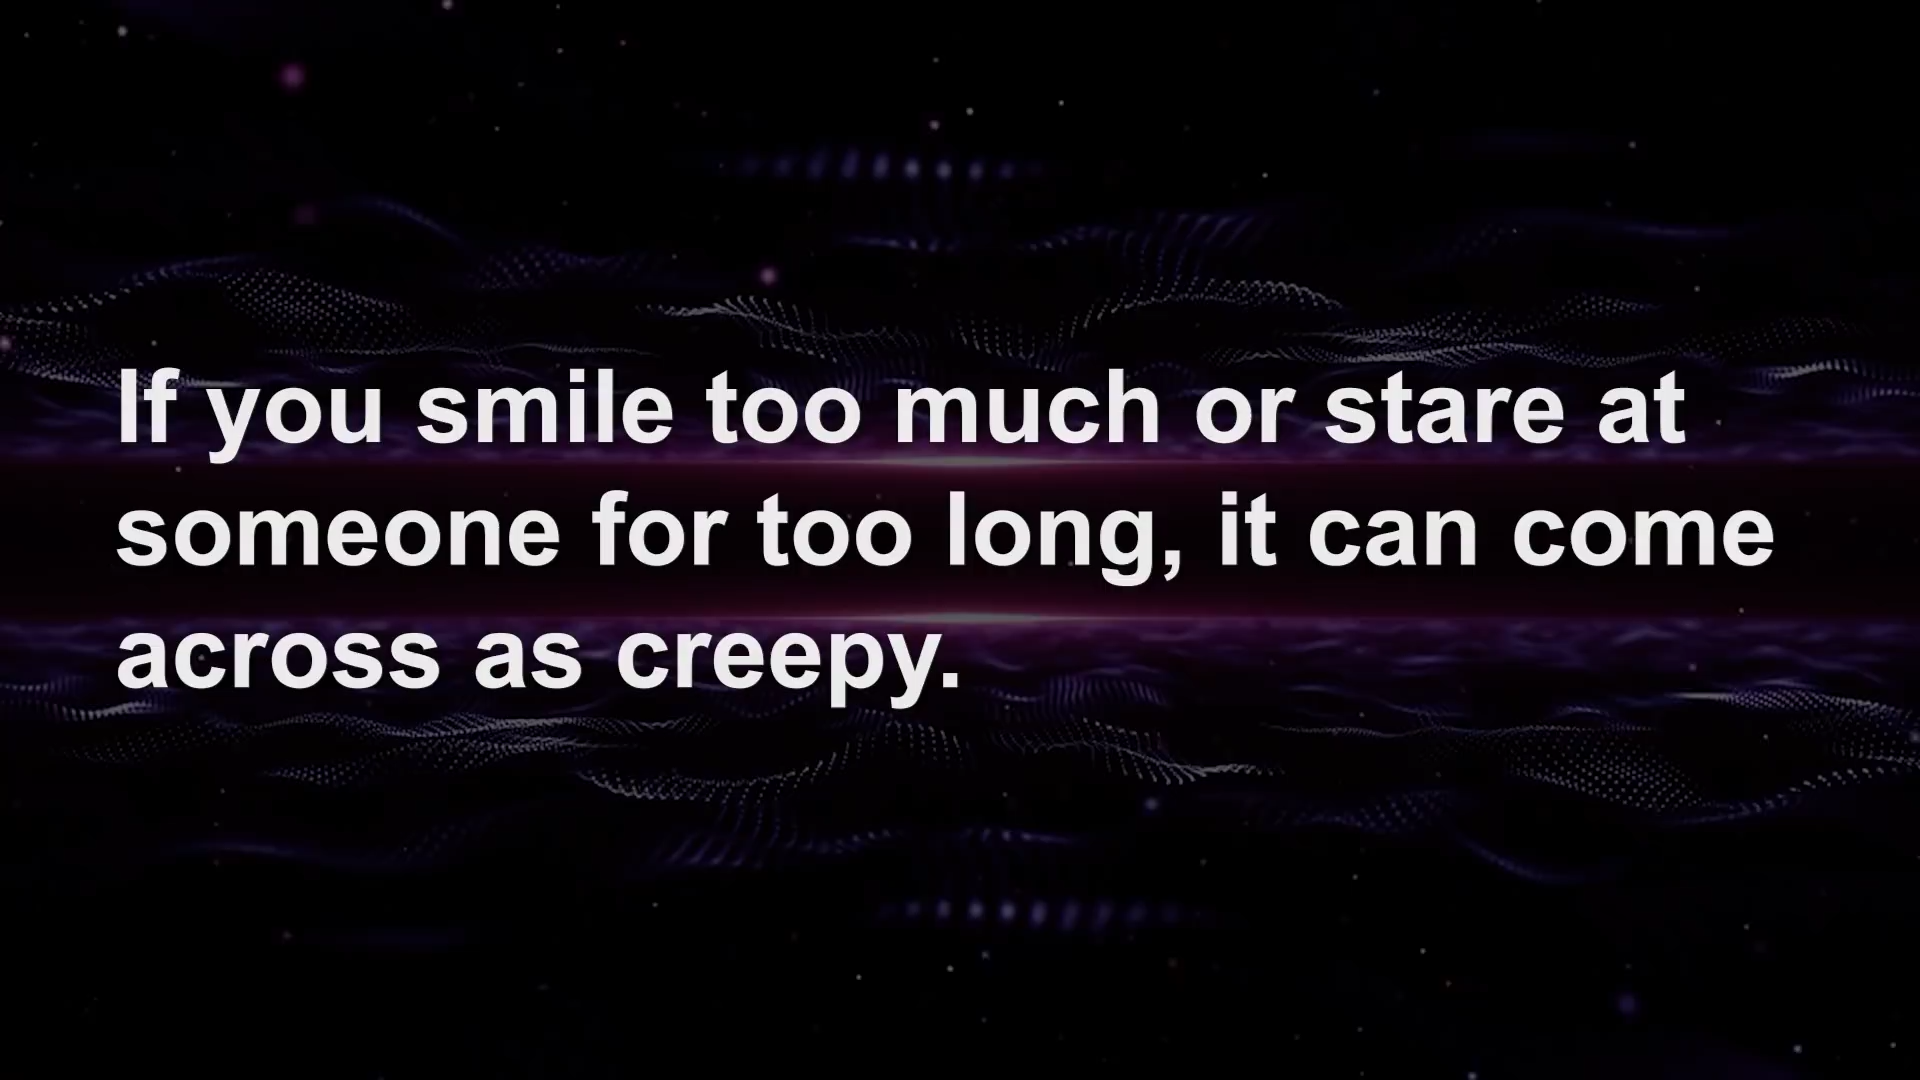 If you smile too much or stare at
someone for too long, it can come
across as creepy.